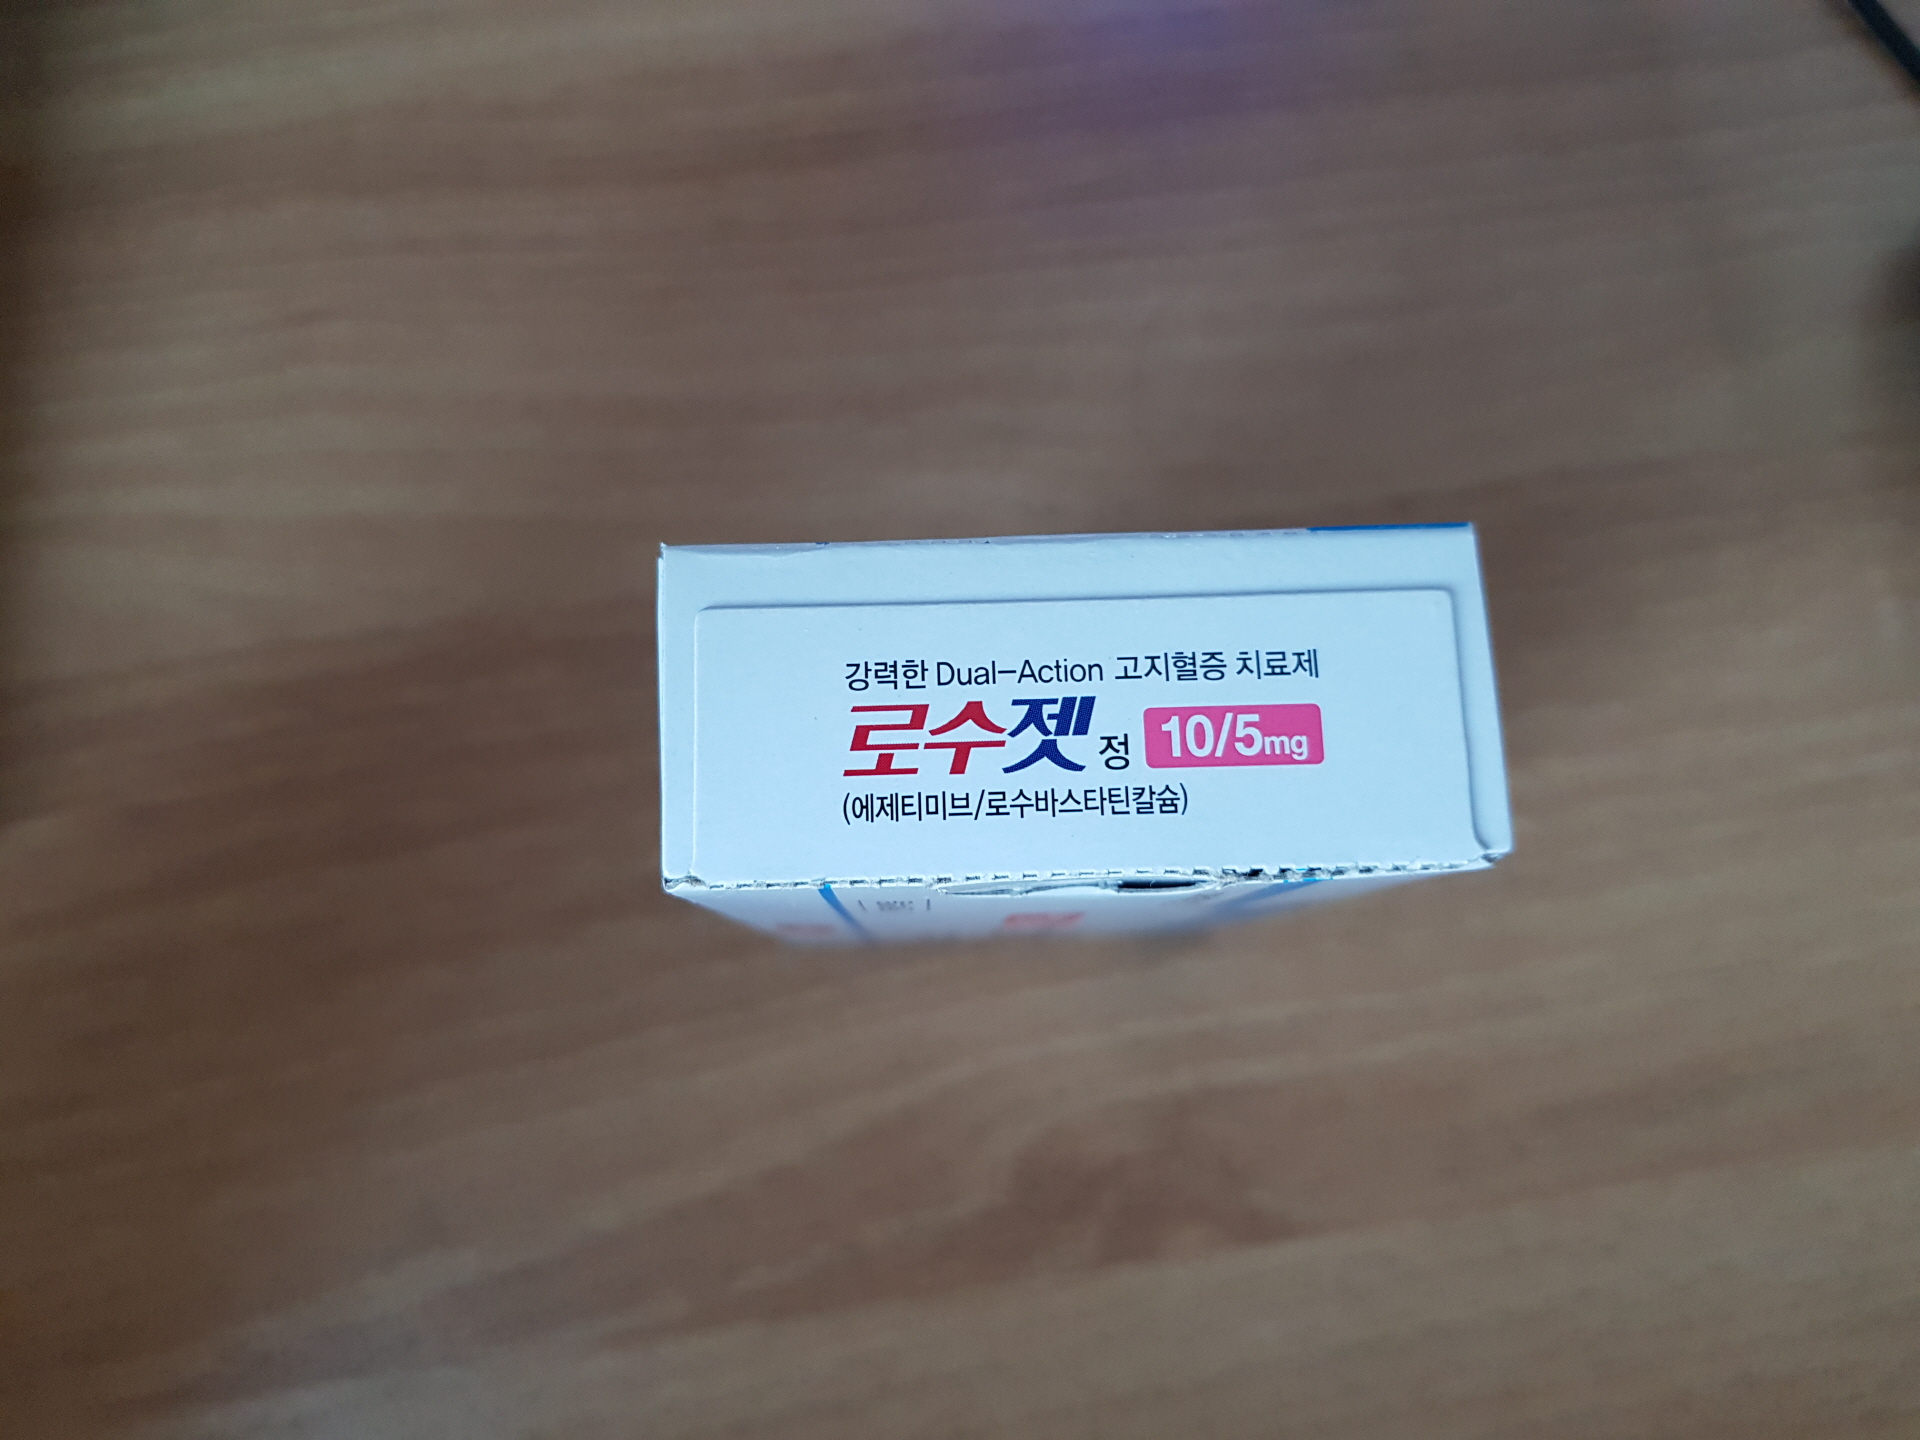 강력한 Dual-Action 고지혈증 치료제
로수젯 정 10/5mg
(에제티미브/로수바스타틴칼슘)